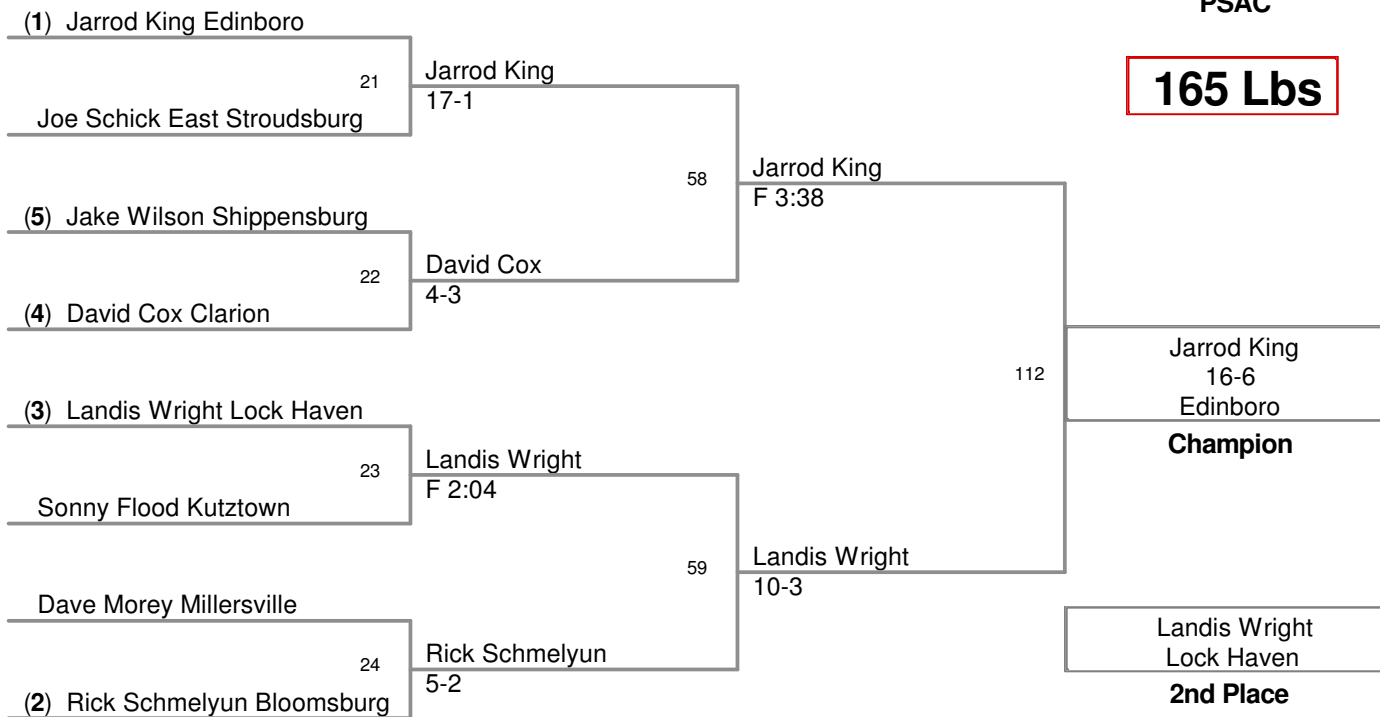 PSAC
165 Lbs
(1) Jarrod King Edinboro
21
Joe Schick East Stroudsburg
Jarrod King
17-1
(5) Jake Wilson Shippensburg
22
(4) David Cox Clarion
David Cox
4-3
58
Jarrod King
F 3:38
(3) Landis Wright Lock Haven
23
Sonny Flood Kutztown
Landis Wright
F 2:04
Dave Morey Millersville
24
(2) Rick Schmelyun Bloomsburg
Rick Schmelyun
5-2
59
Landis Wright
10-3
112
Jarrod King
16-6
Edinboro
Champion
Landis Wright
Lock Haven
2nd Place